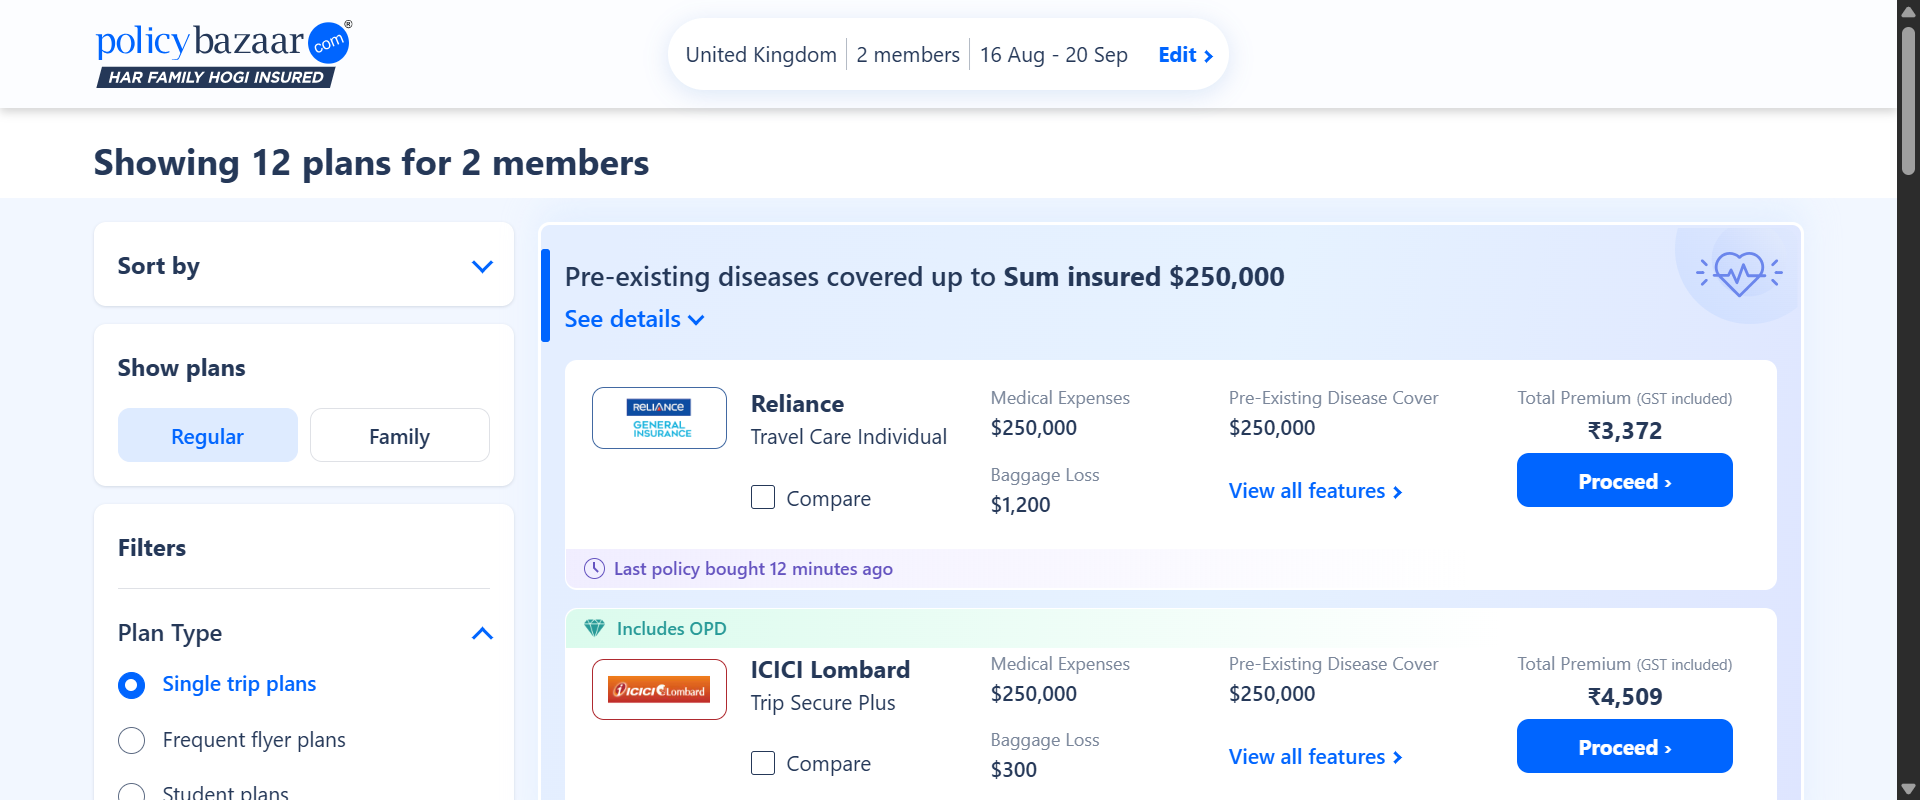 policybazaar com ®
HAR FAMILY HOGI INSURED
United Kingdom 2 members 16 Aug - 20 Sep Edit ›
Showing 12 plans for 2 members
Sort by
Show plans
Regular Family
Filters
Plan Type
Single trip plans
Frequent flyer plans
Student plans
Pre-existing diseases covered up to Sum insured $250,000
See details
RELIANCE
GENERAL
INSURANCE
Reliance
Travel Care Individual
Compare
Medical Expenses
$250,000
Baggage Loss
$1,200
Pre-Existing Disease Cover
$250,000
View all features ›
Total Premium (GST included)
₹3,372
Proceed ›
Last policy bought 12 minutes ago
Includes OPD
ICICI Lombard
ICICI Lombard
Trip Secure Plus
Compare
Medical Expenses
$250,000
Baggage Loss
$300
Pre-Existing Disease Cover
$250,000
View all features ›
Total Premium (GST included)
₹4,509
Proceed ›